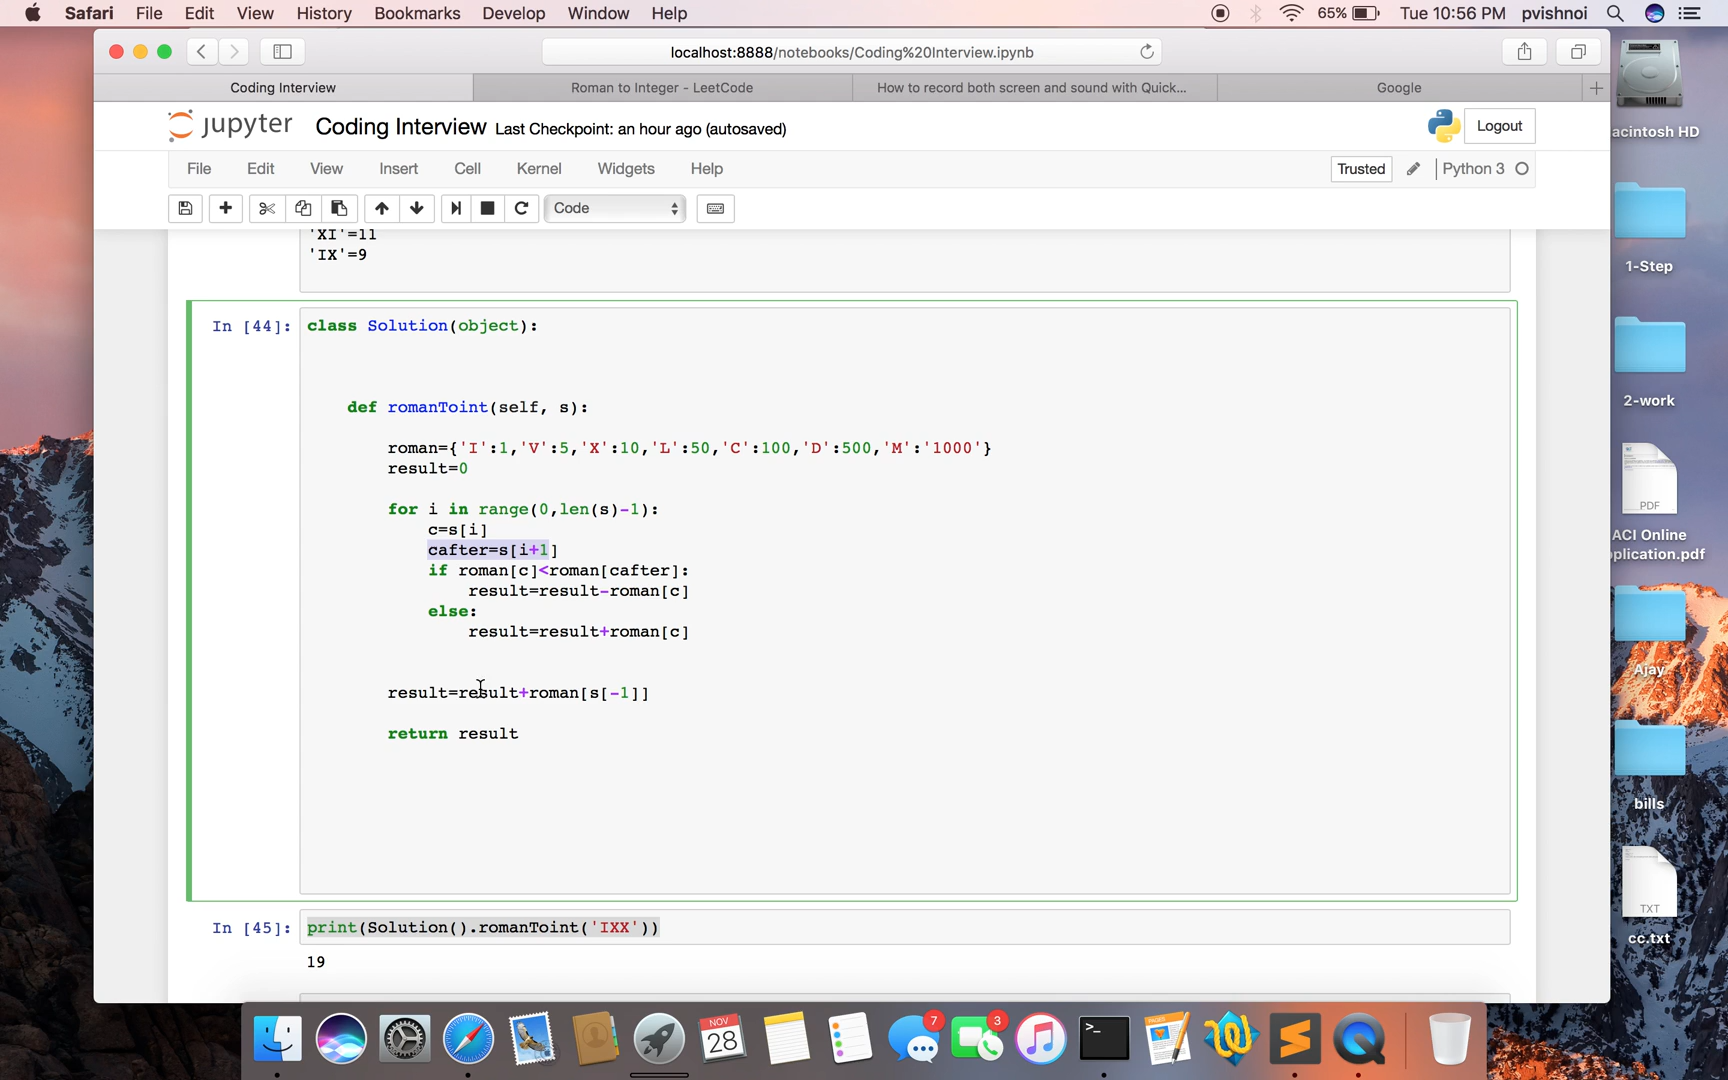 Safari File Edit View History Bookmarks Develop Window Help 65% Tue 10:56 PM pvishnoi
localhost:8888/notebooks/Coding%20Interview.ipynb
Coding Interview Roman to Integer - LeetCode How to record both screen and sound with Quick... Google
jupyter Coding Interview Last Checkpoint: an hour ago (autosaved) Logout
File Edit View Insert Cell Kernel Widgets Help Trusted Python 3
Code
'XI'=11
'IX'=9
In [44]: class Solution(object):
def romanToint(self, s):
roman={'I':1,'V':5,'X':10,'L':50,'C':100,'D':500,'M':'1000'}
result=0
for i in range(0,len(s)-1):
c=s[i]
cafter=s[i+1]
if roman[c]<roman[cafter]:
result=result-roman[c]
else:
result=result+roman[c]
result=result+roman[s[-1]]
return result
In [45]: print(Solution().romanToint('IXX'))
19
acintosh HD
1-Step
2-work
PDF
ACI Online
plication.pdf
Ajay
bills
TXT
cc.txt
NOV
28
7
3
>_